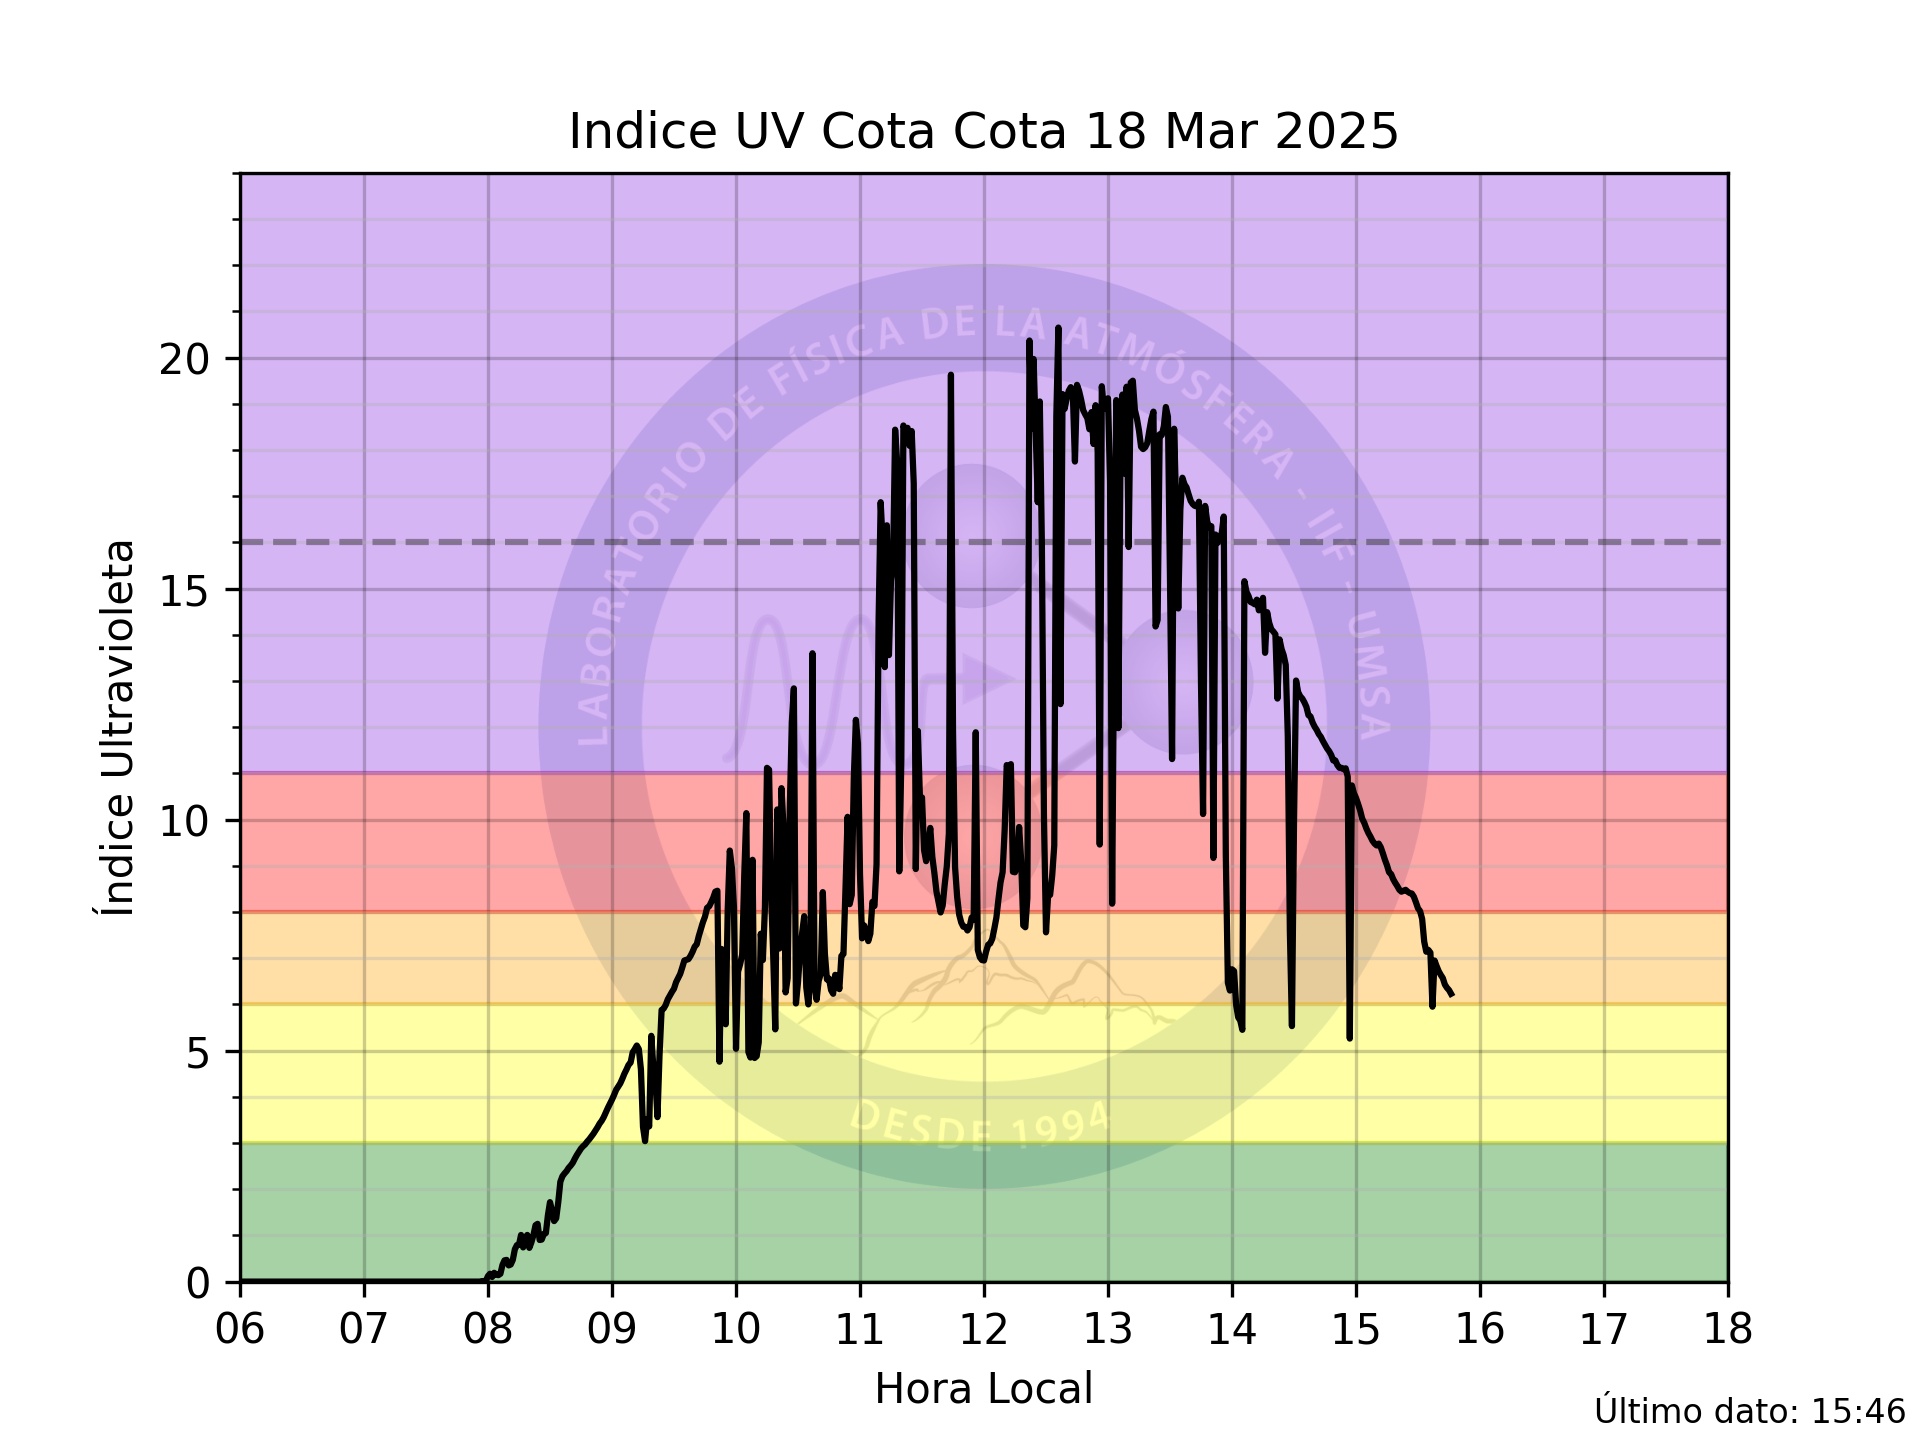 Indice UV Cota Cota 18 Mar 2025
Índice Ultravioleta
20
15
10
5
0
LABORATORIO DE FÍSICA DE LA ATMÓSFERA - IIF - UMSA
DESDE 1994
06 07 08 09 10 11 12 13 14 15 16 17 18
Hora Local
Último dato: 15:46